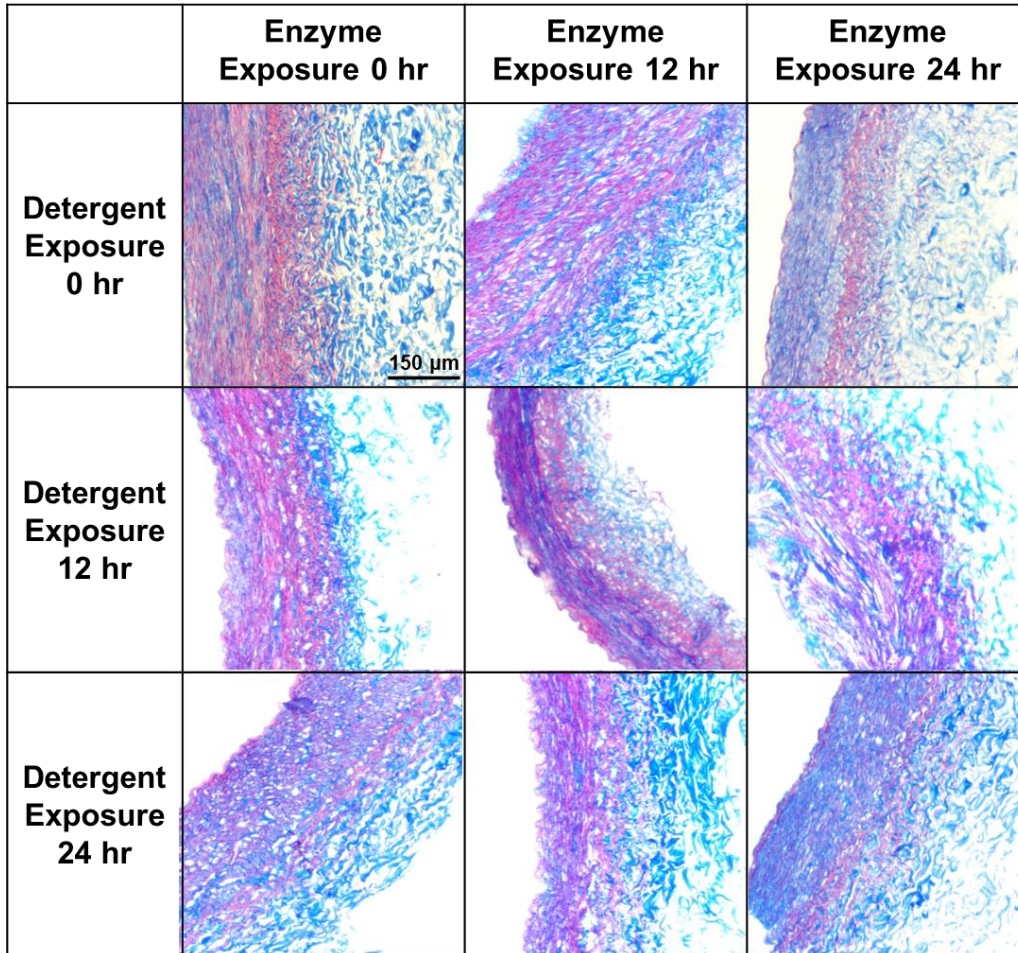 Enzyme
Exposure 0 hr
Enzyme
Exposure 12 hr
Enzyme
Exposure 24 hr
Detergent
Exposure
0 hr
150 µm
Detergent
Exposure
12 hr
Detergent
Exposure
24 hr